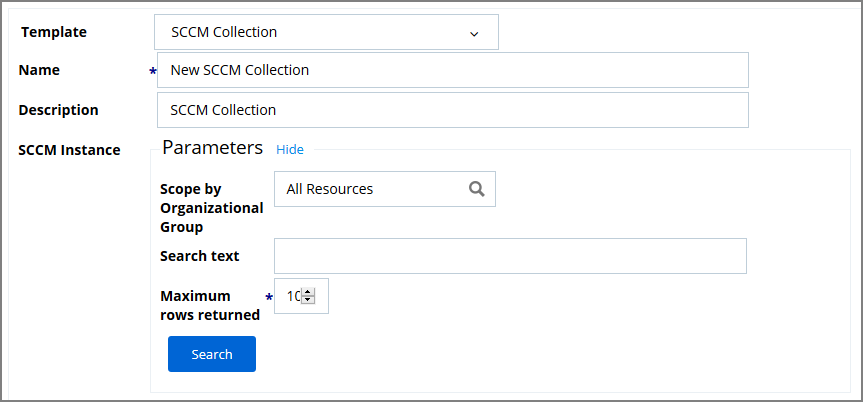 Template SCCM Collection
Name * New SCCM Collection
Description SCCM Collection
SCCM Instance Parameters Hide
Scope by All Resources
Organizational
Group
Search text
Maximum * 10
rows returned
Search